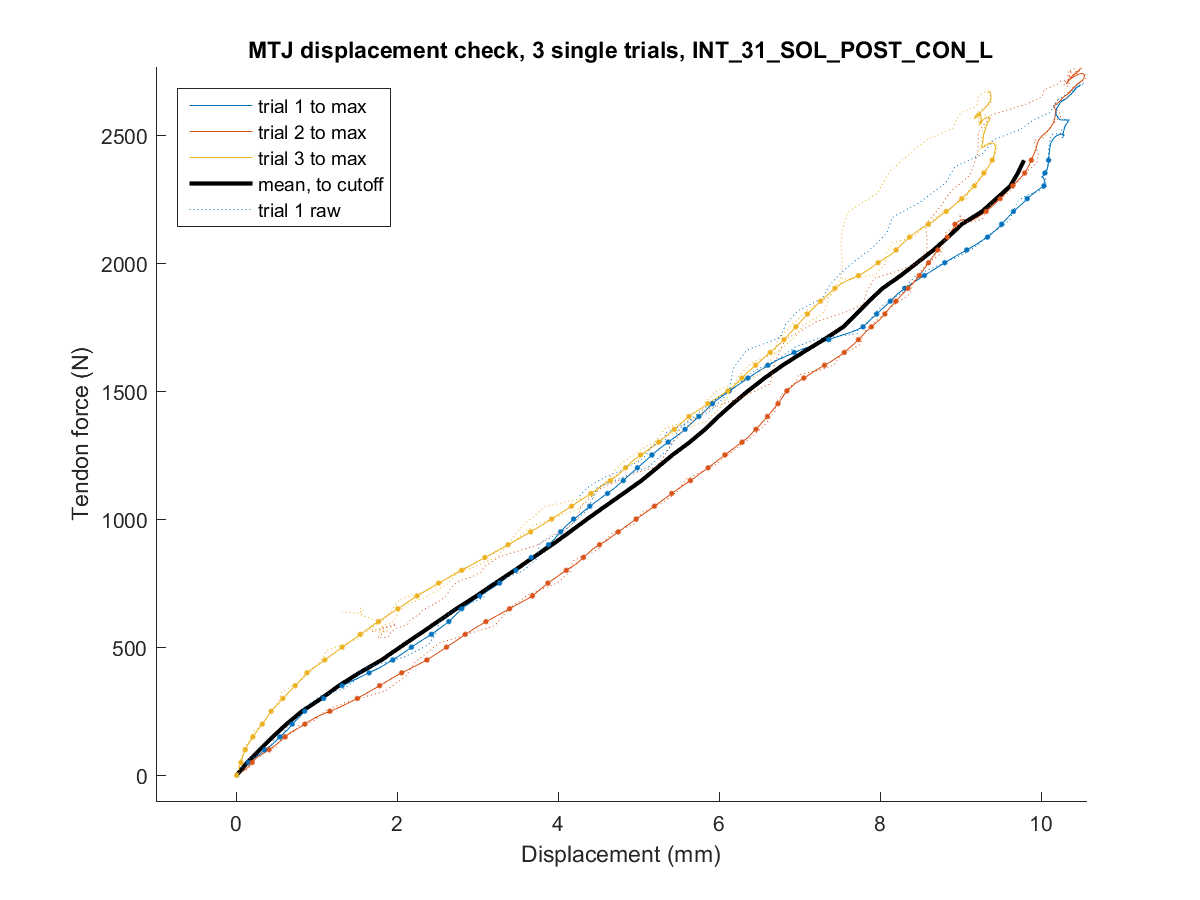 MTJ displacement check, 3 single trials, INT_31_SOL_POST_CON_L
trial 1 to max
trial 2 to max
trial 3 to max
mean, to cutoff
trial 1 raw
2500
2000
1500
1000
500
0
Tendon force (N)
0 2 4 6 8 10
Displacement (mm)